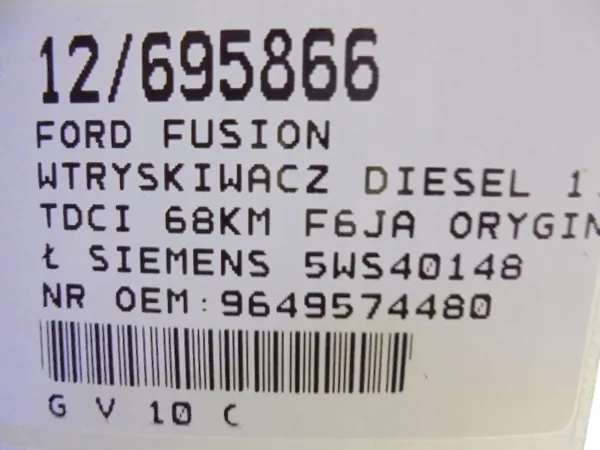 12/695866
FORD FUSION
WTRYSKIWACZ DIESEL 1.
TDCI 68KM F6JA ORYGIN
Ł SIEMENS 5WS40148
NR OEM:9649574480
G V 10 C